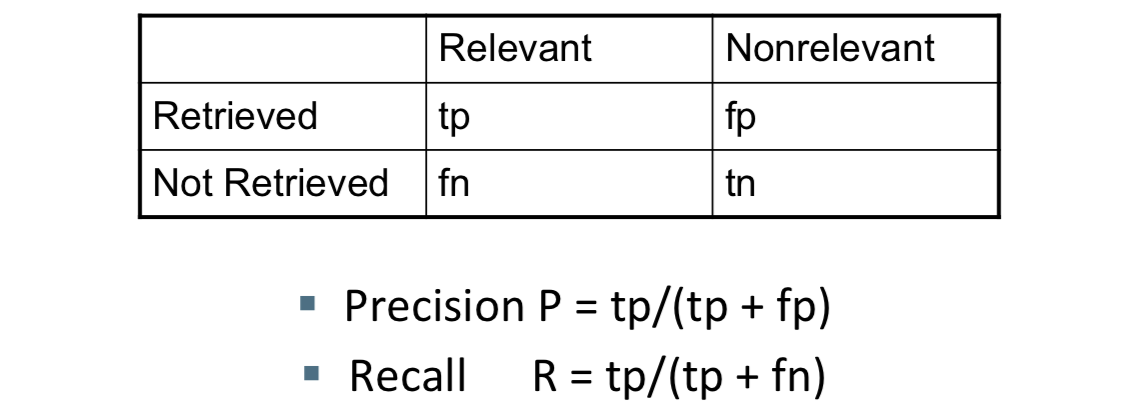 Relevant Nonrelevant
Retrieved tp fp
Not Retrieved fn tn
▪ Precision P = tp/(tp + fp)
▪ Recall R = tp/(tp + fn)